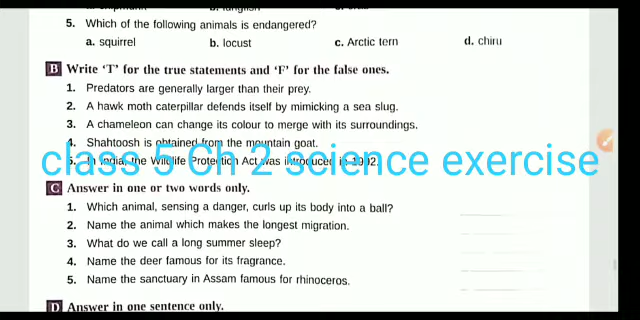 5. Which of the following animals is endangered?
a. squirrel b. locust c. Arctic tern d. chiru
B Write ‘T’ for the true statements and ‘F’ for the false ones.
1. Predators are generally larger than their prey.
2. A hawk moth caterpillar defends itself by mimicking a sea slug.
3. A chameleon can change its colour to merge with its surroundings.
4. Shahtoosh is obtained from the mountain goat.
5. In India, the Wildlife Protection Act was introduced in
class 5 Ch 2 science exercise
C Answer in one or two words only.
1. Which animal, sensing a danger, curls up its body into a ball?
2. Name the animal which makes the longest migration.
3. What do we call a long summer sleep?
4. Name the deer famous for its fragrance.
5. Name the sanctuary in Assam famous for rhinoceros.
D Answer in one sentence only.